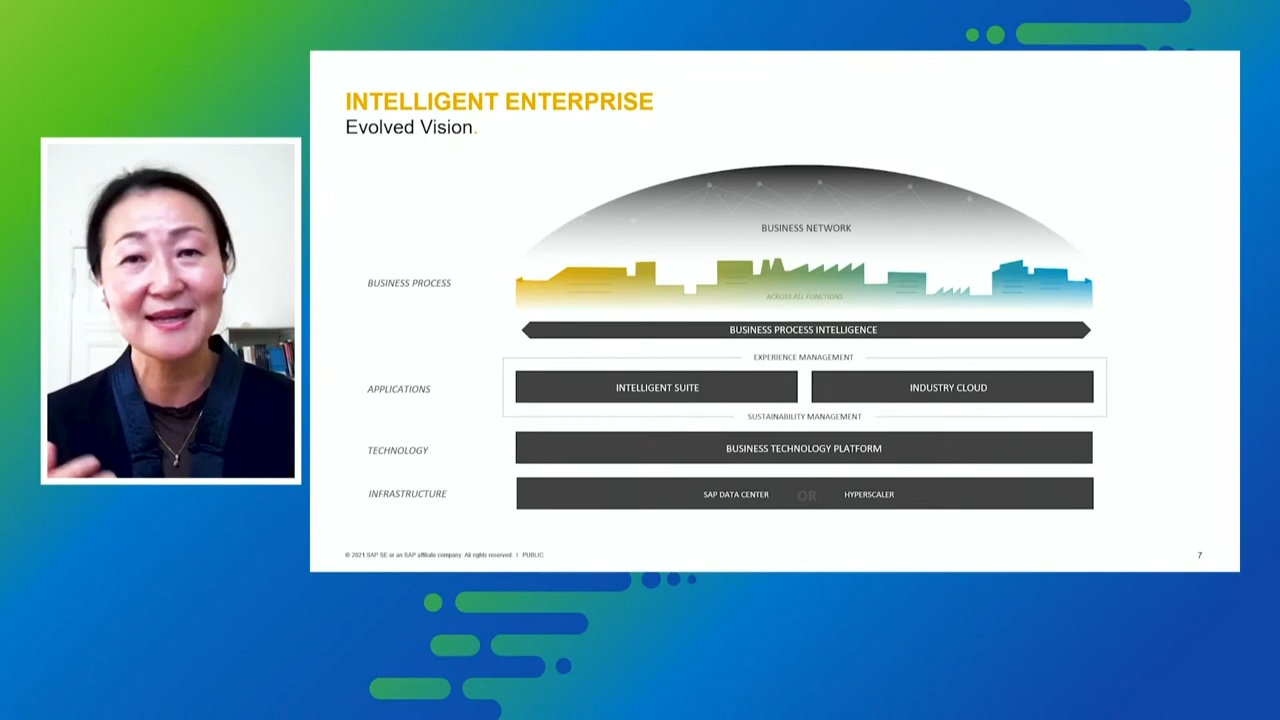 INTELLIGENT ENTERPRISE
Evolved Vision.
BUSINESS NETWORK
BUSINESS PROCESS
ACROSS ALL FUNCTIONS
BUSINESS PROCESS INTELLIGENCE
EXPERIENCE MANAGEMENT
APPLICATIONS
INTELLIGENT SUITE
INDUSTRY CLOUD
SUSTAINABILITY MANAGEMENT
TECHNOLOGY
BUSINESS TECHNOLOGY PLATFORM
INFRASTRUCTURE
SAP DATA CENTER OR HYPERSCALER
© 2021 SAP SE or an SAP affiliate company. All rights reserved. I PUBLIC
7